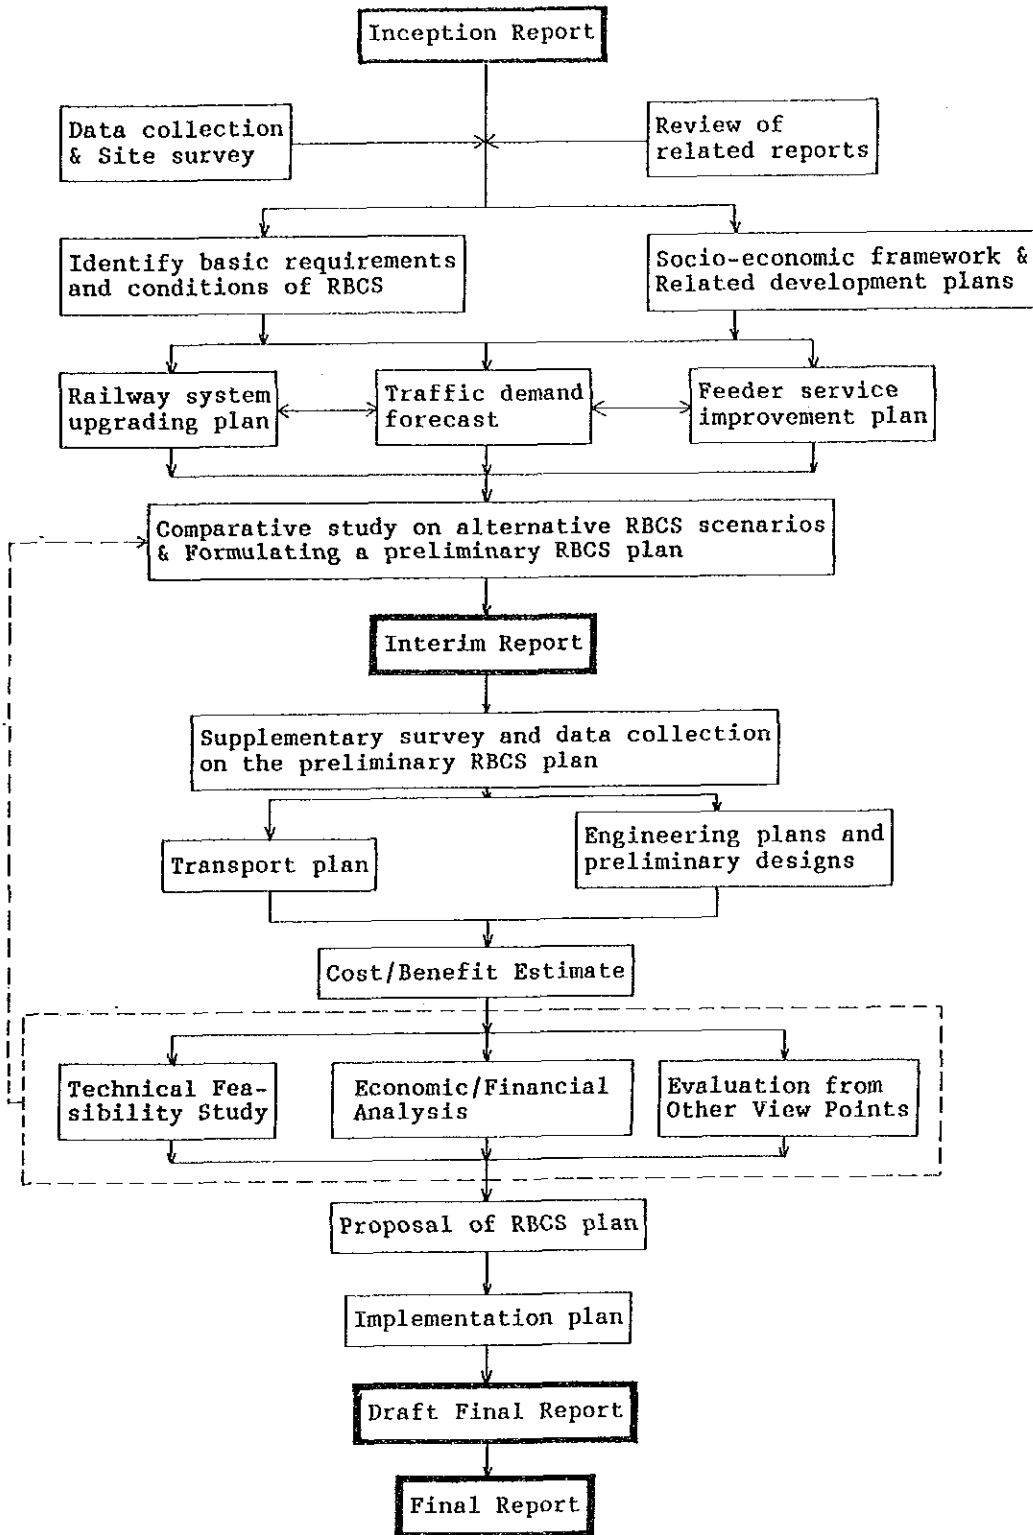 Inception Report
Data collection
& Site survey
Review of
related reports
Identify basic requirements
and conditions of RBCS
Socio-economic framework &
Related development plans
Railway system
upgrading plan
Traffic demand
forecast
Feeder service
improvement plan
Comparative study on alternative RBCS scenarios
& Formulating a preliminary RBCS plan
Interim Report
Supplementary survey and data collection
on the preliminary RBCS plan
Transport plan
Engineering plans and
preliminary designs
Cost/Benefit Estimate
Technical Fea-
sibility Study
Economic/Financial
Analysis
Evaluation from
Other View Points
Proposal of RBCS plan
Implementation plan
Draft Final Report
Final Report